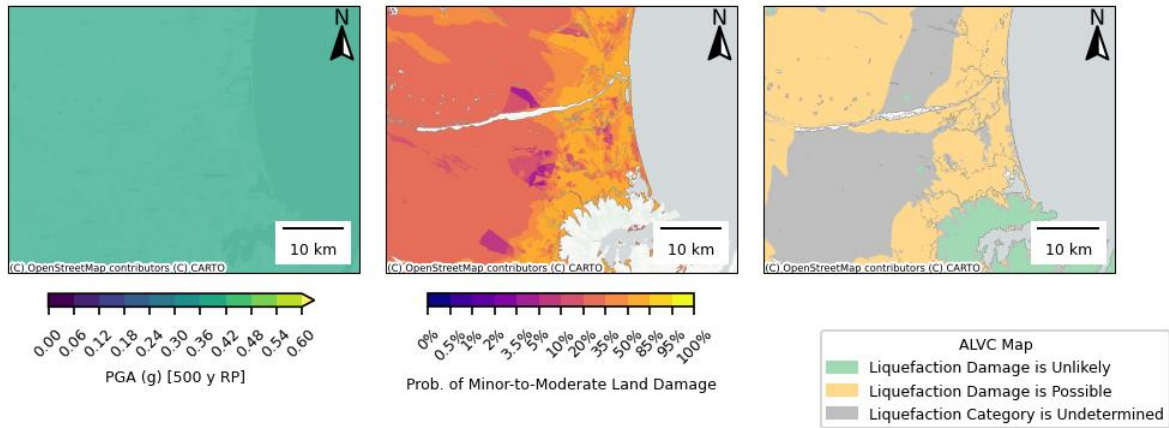 N
10 km
(C) OpenStreetMap contributors (C) CARTO
0.00 0.06 0.12 0.18 0.24 0.30 0.36 0.42 0.48 0.54 0.60
PGA (g) [500 y RP]
N
10 km
(C) OpenStreetMap contributors (C) CARTO
0% 0.5% 1% 2% 3.5% 5% 10% 20% 35% 50% 85% 95% 100%
Prob. of Minor-to-Moderate Land Damage
N
10 km
(C) OpenStreetMap contributors (C) CARTO
ALVC Map
Liquefaction Damage is Unlikely
Liquefaction Damage is Possible
Liquefaction Category is Undetermined